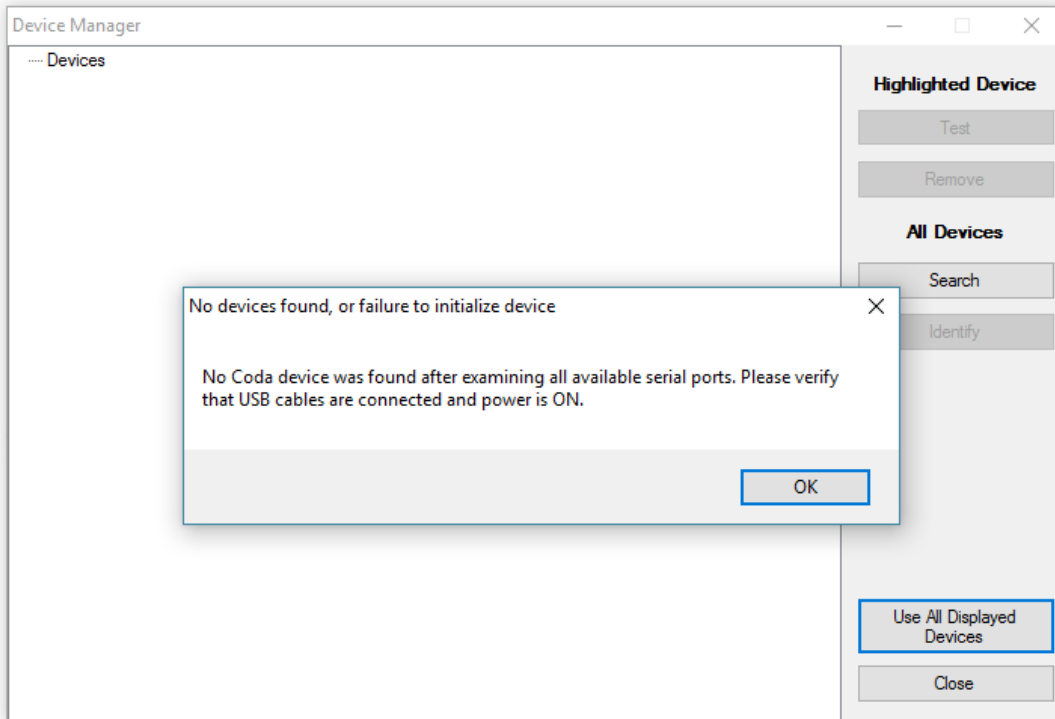 Device Manager
Devices
Highlighted Device
Test
Remove
All Devices
Search
Identify
No devices found, or failure to initialize device
No Coda device was found after examining all available serial ports. Please verify
that USB cables are connected and power is ON.
OK
Use All Displayed
Devices
Close